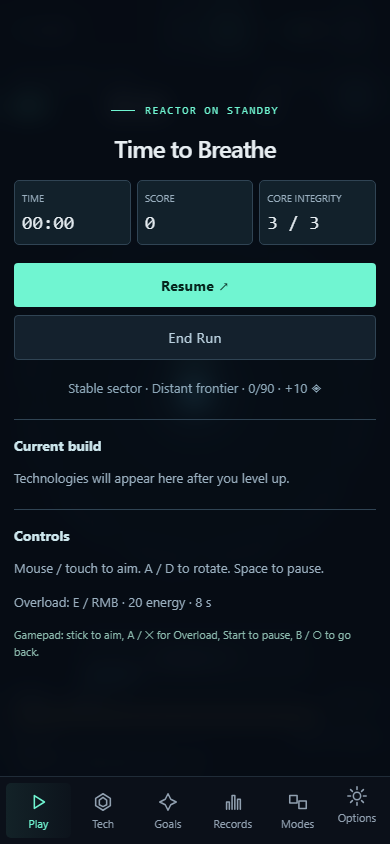 REACTOR ON STANDBY
Time to Breathe
TIME
00:00
SCORE
0
CORE INTEGRITY
3 / 3
Resume ↗
End Run
Stable sector · Distant frontier · 0/90 · +10 ◈
Current build
Technologies will appear here after you level up.
Controls
Mouse / touch to aim. A / D to rotate. Space to pause.
Overload: E / RMB · 20 energy · 8 s
Gamepad: stick to aim, A / ✕ for Overload, Start to pause, B / ○ to go
back.
Play
Tech
Goals
Records
Modes
Options